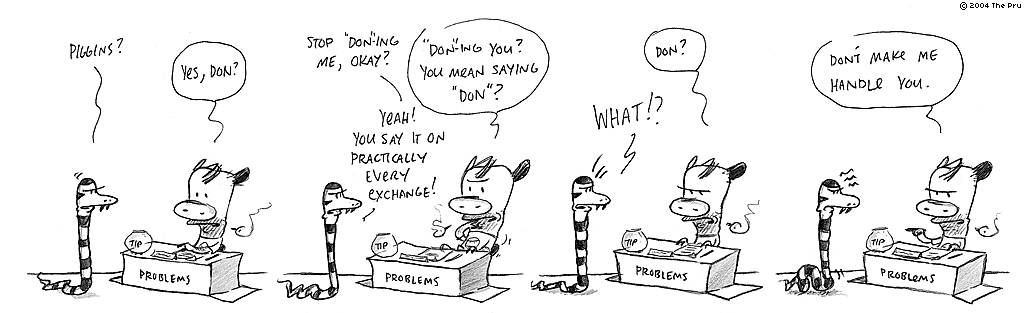 © 2004 The Pru
PIGGINS?
YES, DON?
TIP
PROBLEMS
STOP "DON"-ING
ME, OKAY?
"DON"-ING YOU?
YOU MEAN SAYING
"DON"?
YEAH!
YOU SAY IT ON
PRACTICALLY
EVERY
EXCHANGE!
TIP
PROBLEMS
DON?
WHAT!?
TIP
PROBLEMS
DON'T MAKE ME
HANDLE YOU.
TIP
PROBLEMS